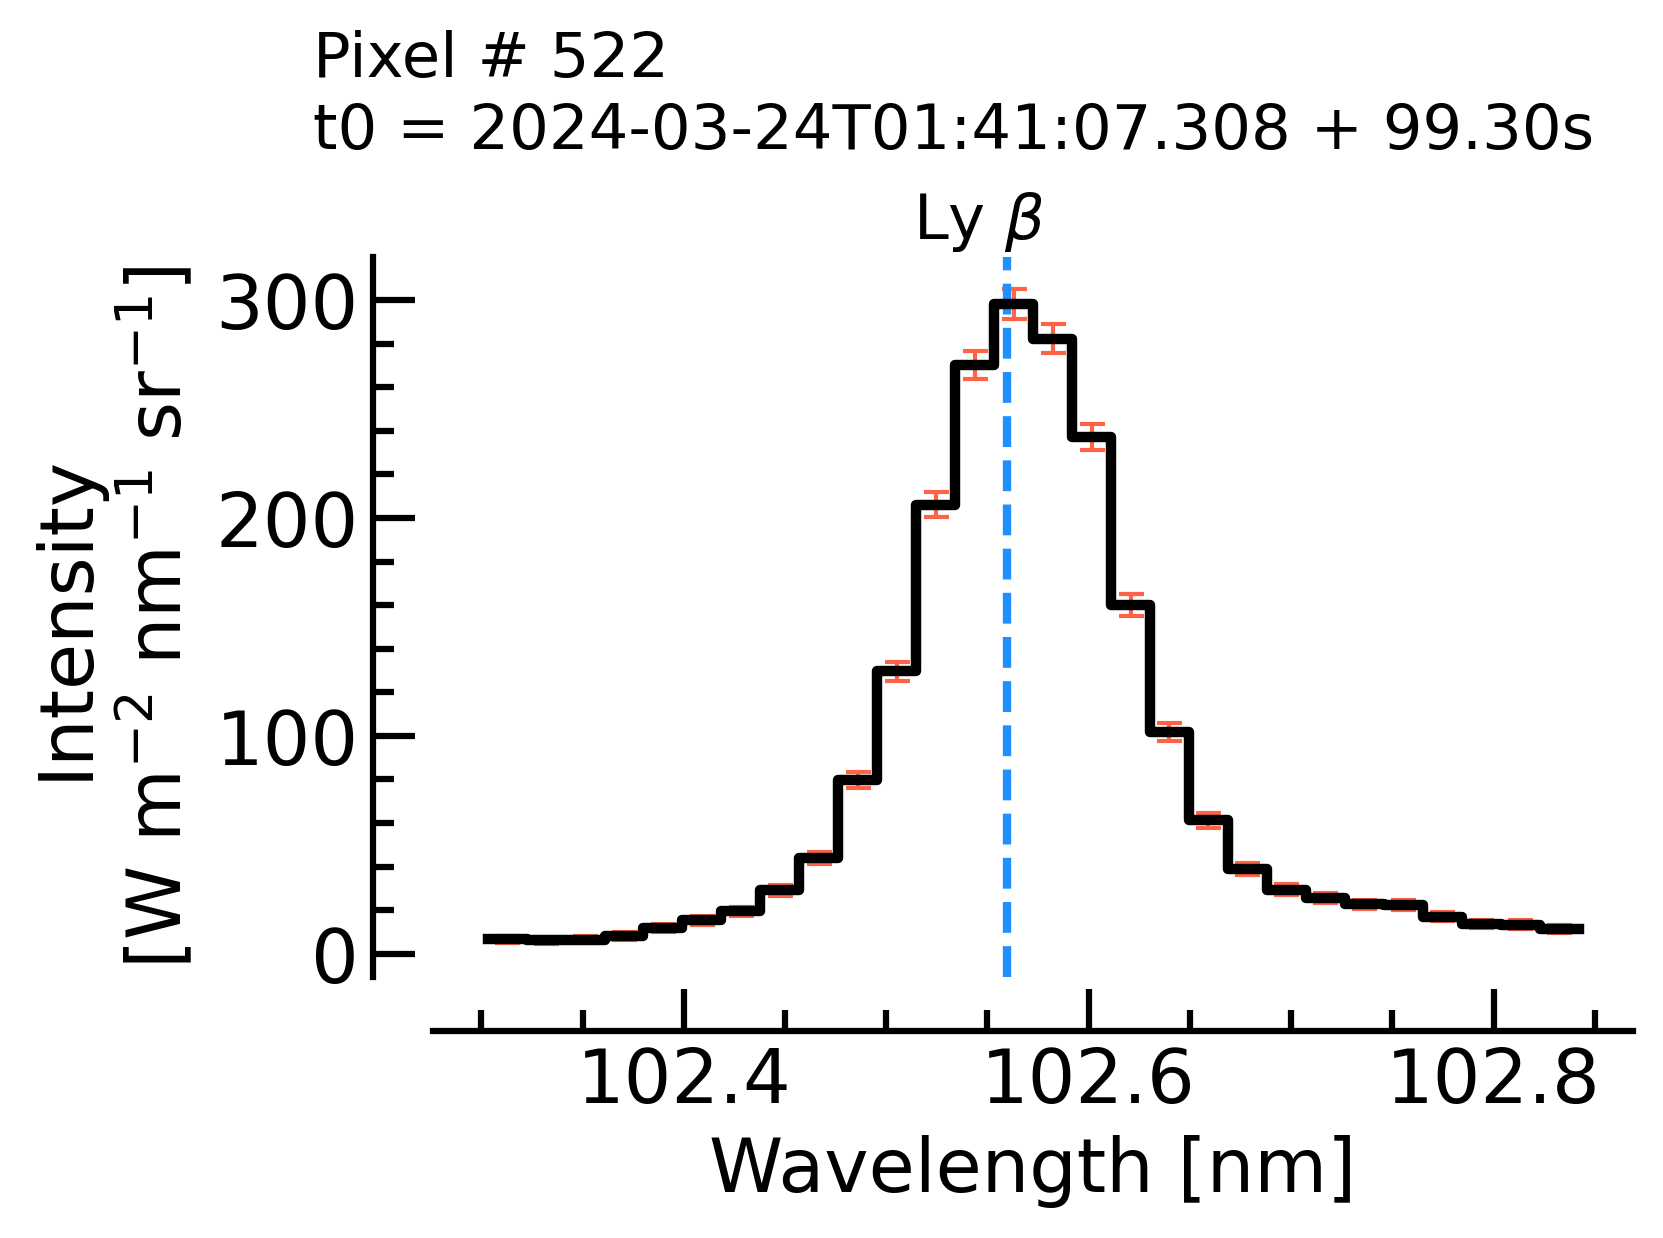 Pixel # 522
t0 = 2024-03-24T01:41:07.308 + 99.30s
Ly β
Intensity
[W m⁻² nm⁻¹ sr⁻¹]
300
200
100
0
102.4 102.6 102.8
Wavelength [nm]